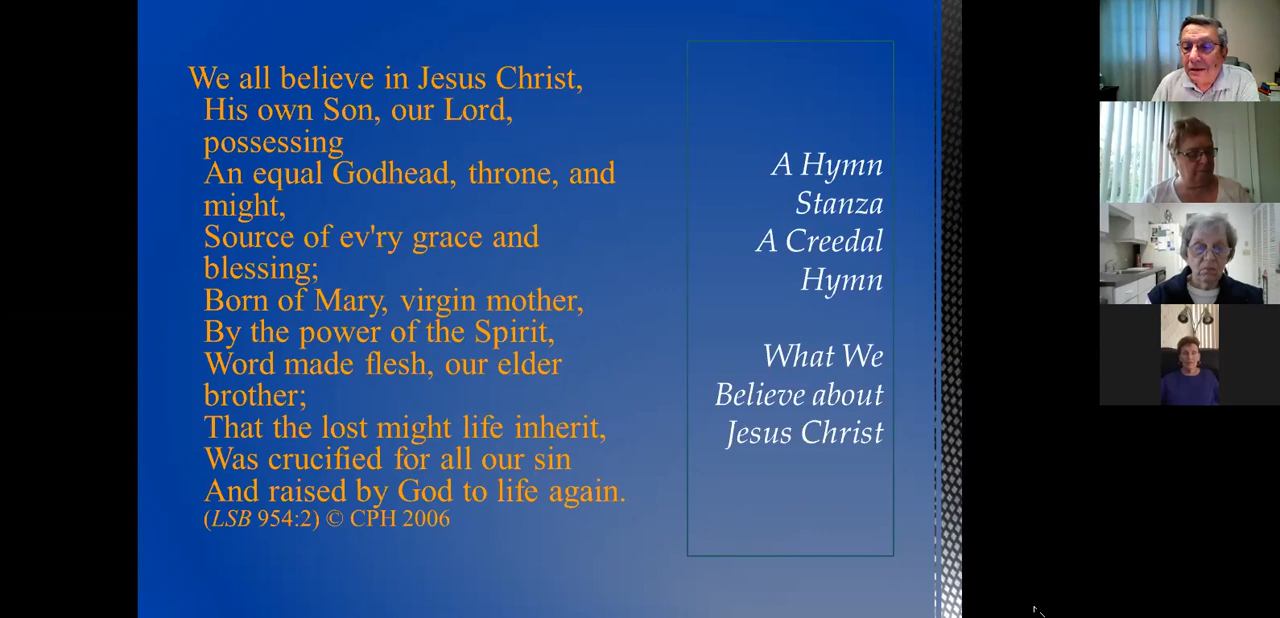 We all believe in Jesus Christ,
His own Son, our Lord,
possessing
An equal Godhead, throne, and
might,
Source of ev'ry grace and
blessing;
Born of Mary, virgin mother,
By the power of the Spirit,
Word made flesh, our elder
brother;
That the lost might life inherit,
Was crucified for all our sin
And raised by God to life again.
(LSB 954:2) © CPH 2006
A Hymn
Stanza
A Creedal
Hymn
What We
Believe about
Jesus Christ